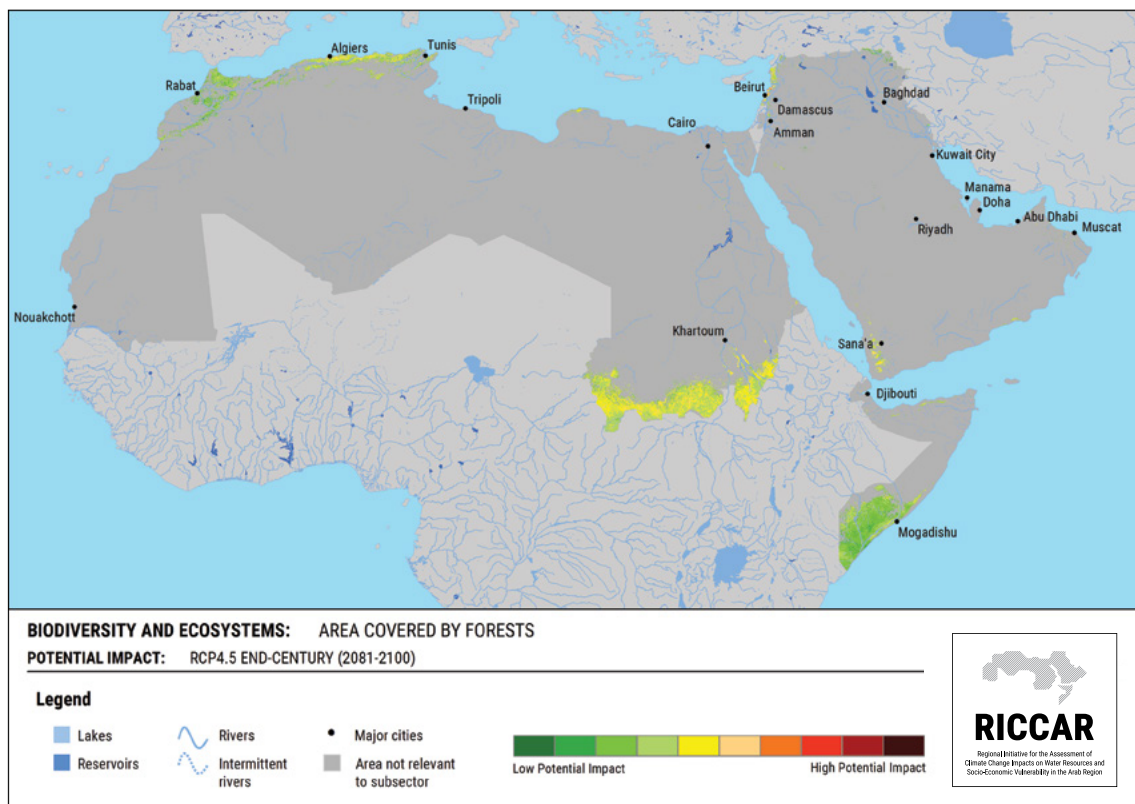 Algiers
Tunis
Rabat
Tripoli
Beirut
Damascus
Baghdad
Amman
Cairo
Kuwait City
Manama
Doha
Abu Dhabi
Muscat
Riyadh
Nouakchott
Khartoum
Sana'a
Djibouti
Mogadishu
BIODIVERSITY AND ECOSYSTEMS: AREA COVERED BY FORESTS
POTENTIAL IMPACT: RCP4.5 END-CENTURY (2081-2100)
Legend
Lakes
Reservoirs
Rivers
Intermittent
rivers
Major cities
Area not relevant
to subsector
Low Potential Impact
High Potential Impact
RICCAR
Regional Initiative for the Assessment of
Climate Change Impacts on Water Resources and
Socio-Economic Vulnerability in the Arab Region